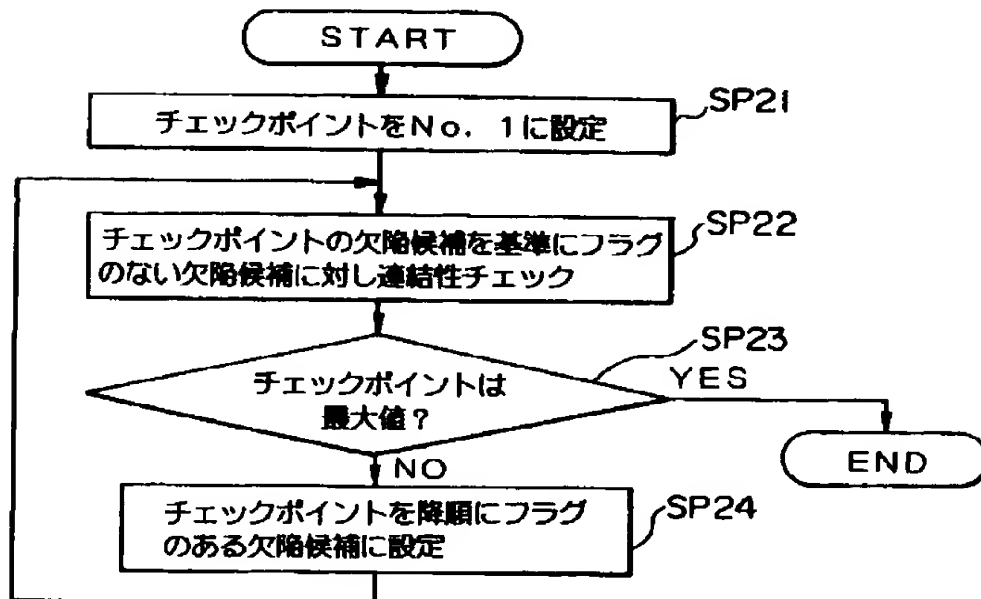 START
SP21
チェックポイントをNo．1に設定
SP22
チェックポイントの欠陥候補を基準にフラグ
のない欠陥候補に対し連結性チェック
SP23
チェックポイントは
最大値？
YES
END
NO
SP24
チェックポイントを降順にフラグ
のある欠陥候補に設定